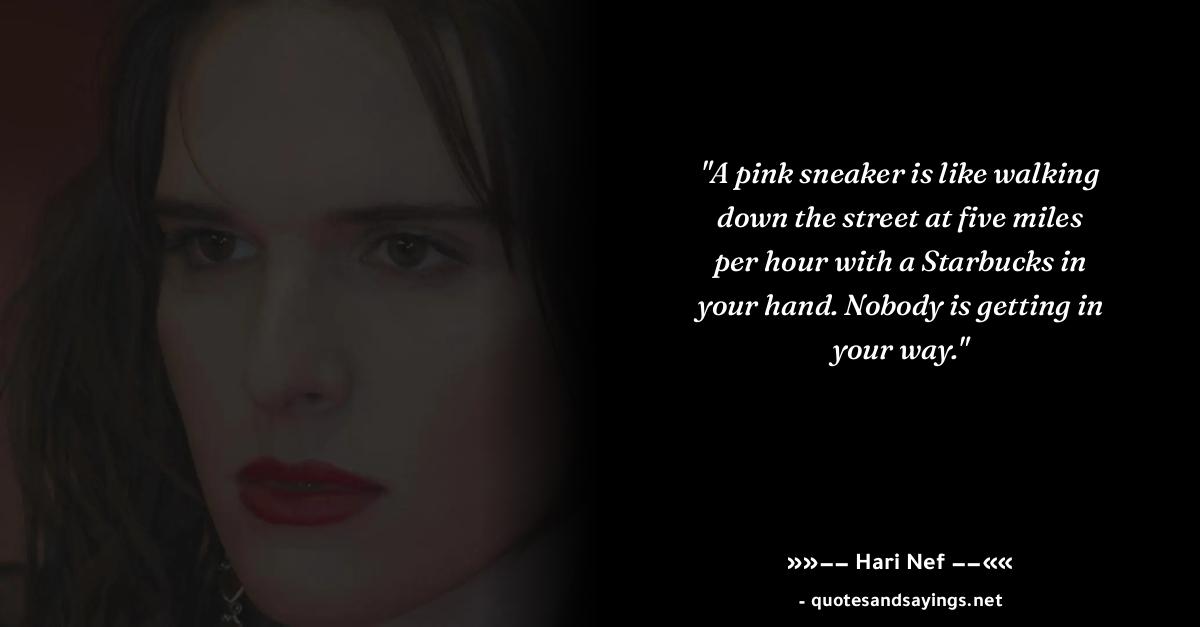 "A pink sneaker is like walking
down the street at five miles
per hour with a Starbucks in
your hand. Nobody is getting in
your way."
»»−− Hari Nef −−««
- quotesandsayings.net